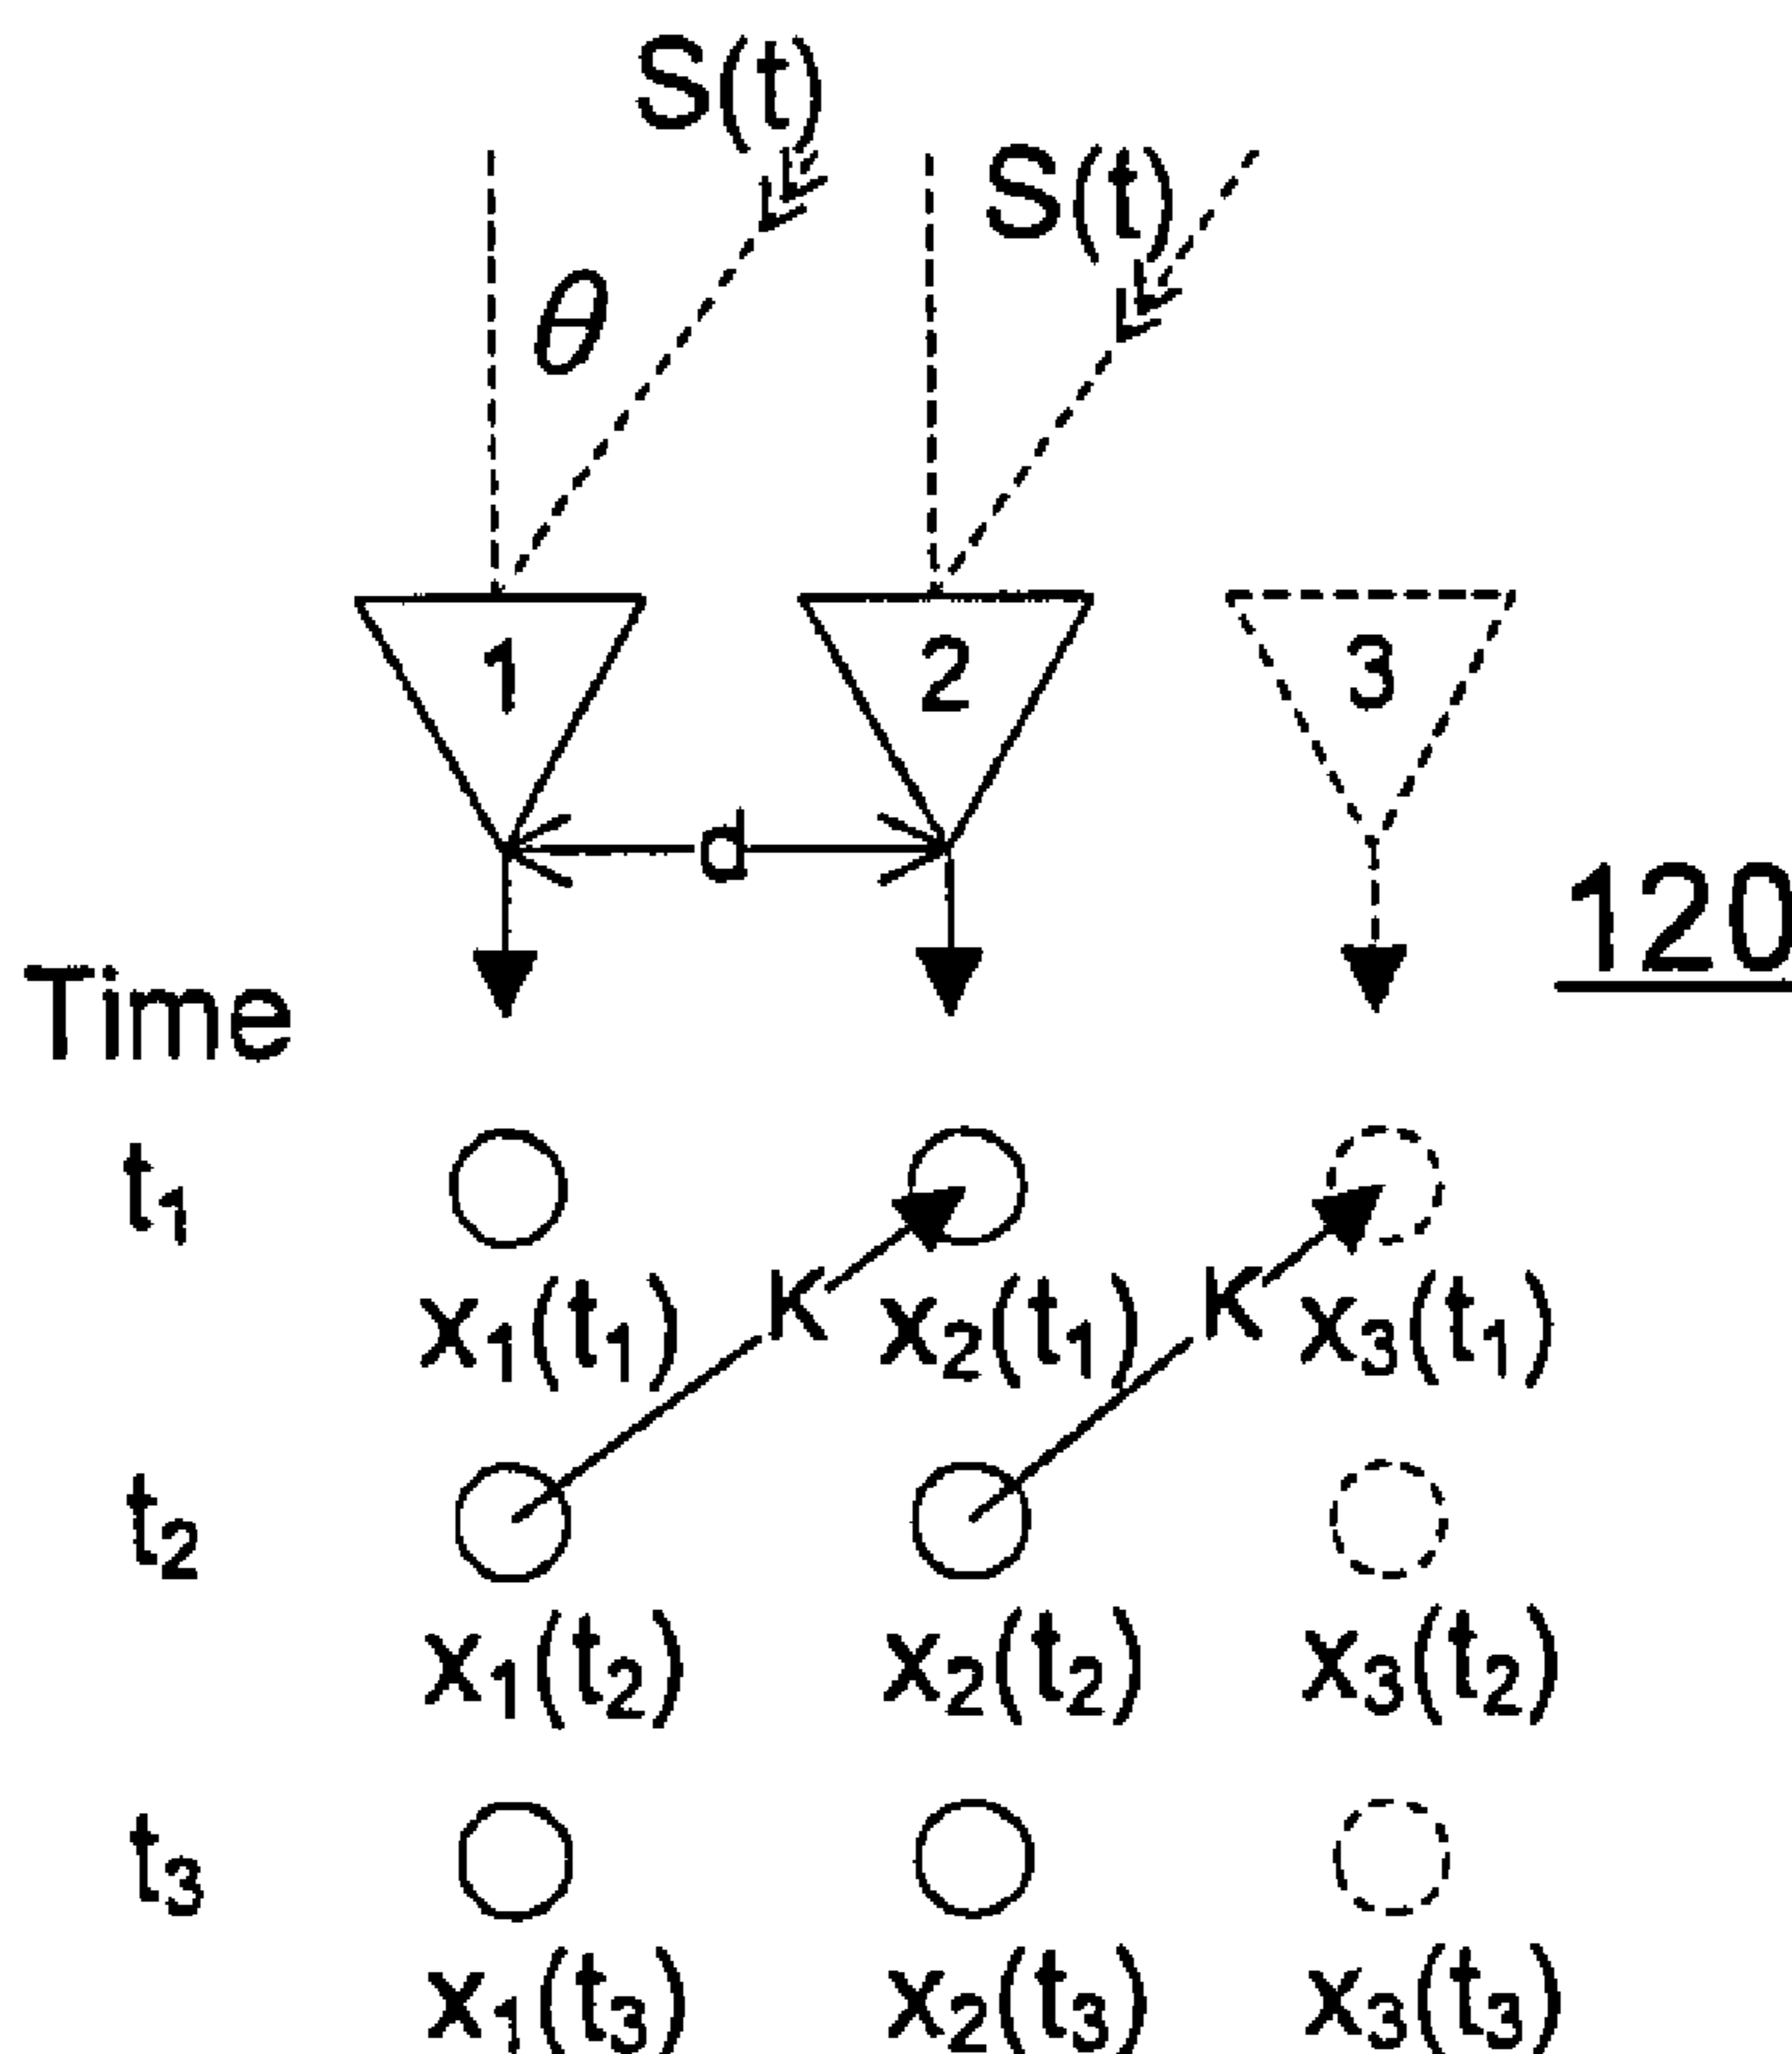 S(t)
S(t)
θ
1 2 3
d
120
Time
t₁
K K
x₁(t₁) x₂(t₁) x₃(t₁)
t₂
x₁(t₂) x₂(t₂) x₃(t₂)
t₃
x₁(t₃) x₂(t₃) x₃(t₃)